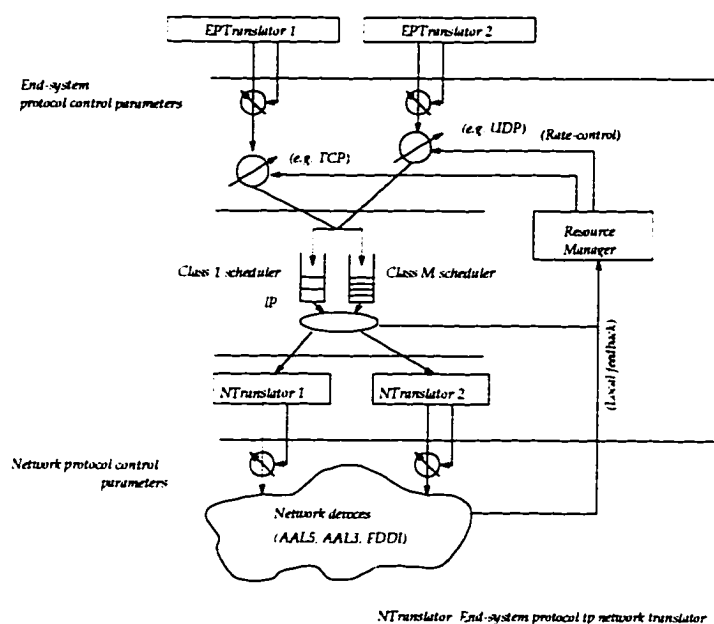 EPTranslator 1
EPTranslator 2
End-system
protocol control parameters
(e.g. UDP)
(Rate-control)
(e.g. TCP)
Resource
Manager
Class 1 scheduler
Class M scheduler
IP
(Local feedback)
NTranslator 1
NTranslator 2
Network protocol control
parameters
Network devices
(AAL5, AAL3, FDDI)
NTranslator End-system protocol tp network translator